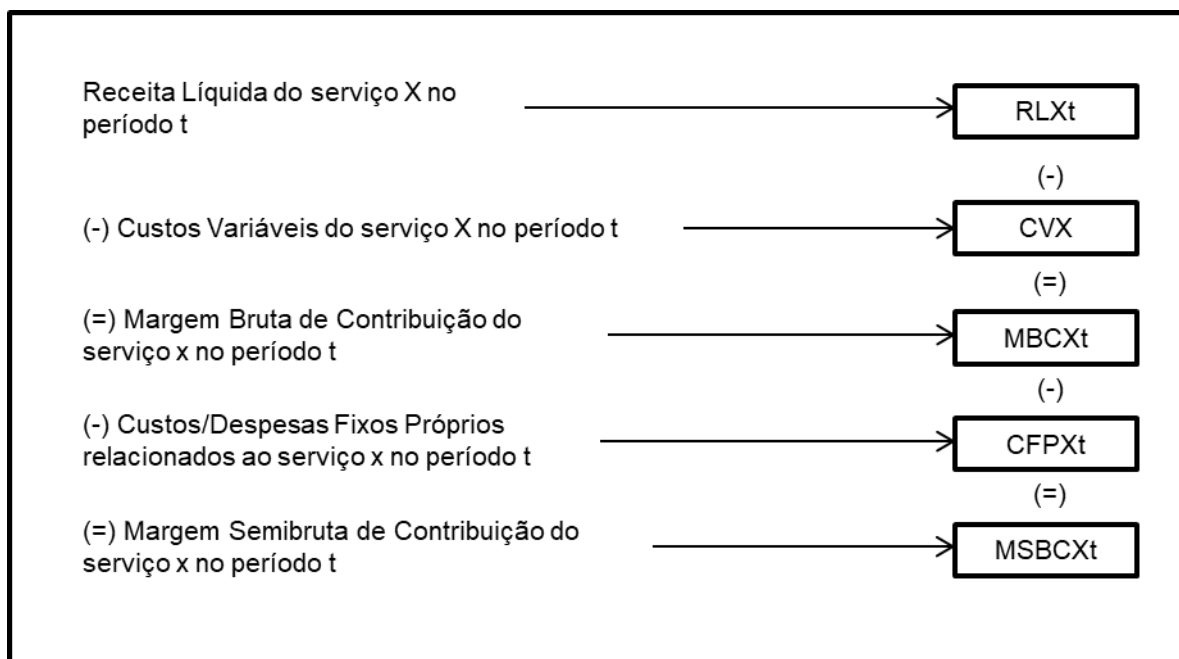 Receita Líquida do serviço X no
período t
RLXt
(-)
(-) Custos Variáveis do serviço X no período t
CVX
(=)
(=) Margem Bruta de Contribuição do
serviço x no período t
MBCXt
(-)
(-) Custos/Despesas Fixos Próprios
relacionados ao serviço x no período t
CFPXt
(=)
(=) Margem Semibruta de Contribuição do
serviço x no período t
MSBCXt